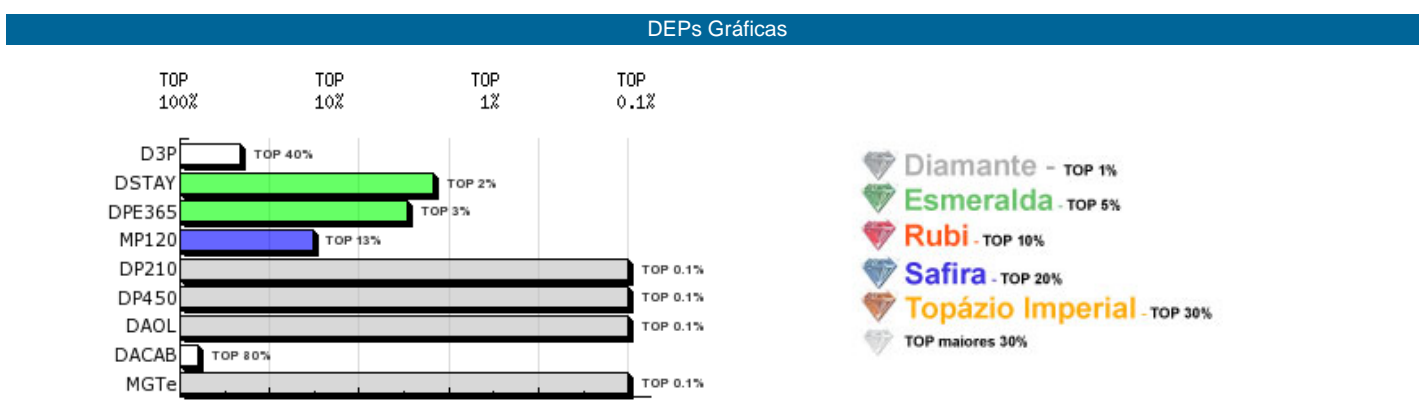 DEPs Gráficas
TOP 100%
TOP 10%
TOP 1%
TOP 0.1%
D3P TOP 40%
DSTAY TOP 2%
DPE365 TOP 3%
MP120 TOP 13%
DP210 TOP 0.1%
DP450 TOP 0.1%
DAOL TOP 0.1%
DACAB TOP 80%
MGTe TOP 0.1%
Diamante - TOP 1%
Esmeralda - TOP 5%
Rubi - TOP 10%
Safira - TOP 20%
Topázio Imperial - TOP 30%
TOP maiores 30%